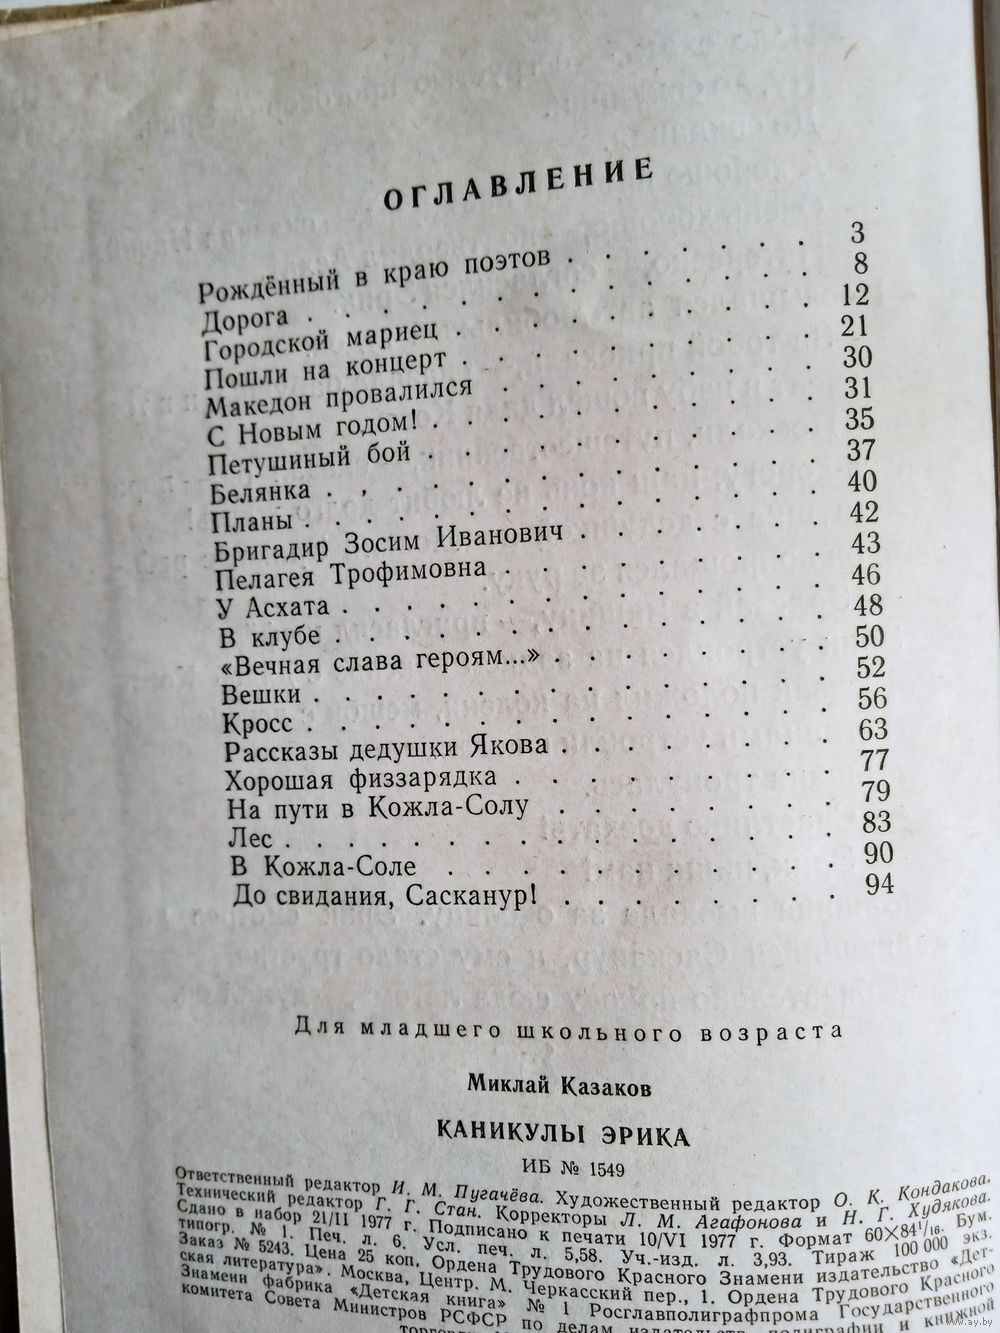 ОГЛАВЛЕНИЕ
Рождённый в краю поэтов . . . . . . . 3
Дорога . . . . . . . . . . . . 8
Городской мариец . . . . . . . . . 12
Пошли на концерт . . . . . . . . . 21
Македон провалился . . . . . . . . 30
С Новым годом! . . . . . . . . . . 31
Петушиный бой . . . . . . . . . . 35
Белянка . . . . . . . . . . . . 37
Планы . . . . . . . . . . . . 40
Бригадир Зосим Иванович . . . . . . . 42
Пелагея Трофимовна . . . . . . . . 43
У Асхата . . . . . . . . . . . . 46
В клубе . . . . . . . . . . . . 48
«Вечная слава героям...» . . . . . . . 50
Вешки . . . . . . . . . . . . 52
Кросс . . . . . . . . . . . . 56
Рассказы дедушки Якова . . . . . . . 63
Хорошая физзарядка . . . . . . . . 77
На пути в Кожла-Солу . . . . . . . 79
Лес . . . . . . . . . . . . . 83
В Кожла-Соле . . . . . . . . . . 90
До свидания, Сасканур! . . . . . . . 94
Для младшего школьного возраста
Миклай Казаков
КАНИКУЛЫ ЭРИКА
ИБ № 1549
Ответственный редактор И. М. Пугачёва. Художественный редактор О. К. Кондакова.
Технический редактор Г. Г. Стан. Корректоры Л. М. Агафонова и Н. Г. Худякова.
Сдано в набор 21/II 1977 г. Подписано к печати 10/VI 1977 г. Формат 60×84¹/₁₆. Бум.
типогр. № 1. Печ. л. 6. Усл. печ. л. 5,58. Уч.-изд. л. 3,93. Тираж 100 000 экз.
Заказ № 5243. Цена 25 коп. Ордена Трудового Красного Знамени издательство «Дет-
ская литература». Москва, Центр, М. Черкасский пер., 1. Ордена Трудового Красного
Знамени фабрика «Детская книга» № 1 Росглавполиграфпрома Государственного
комитета Совета Министров РСФСР по делам издательств, полиграфии и книжной
www.ay.by